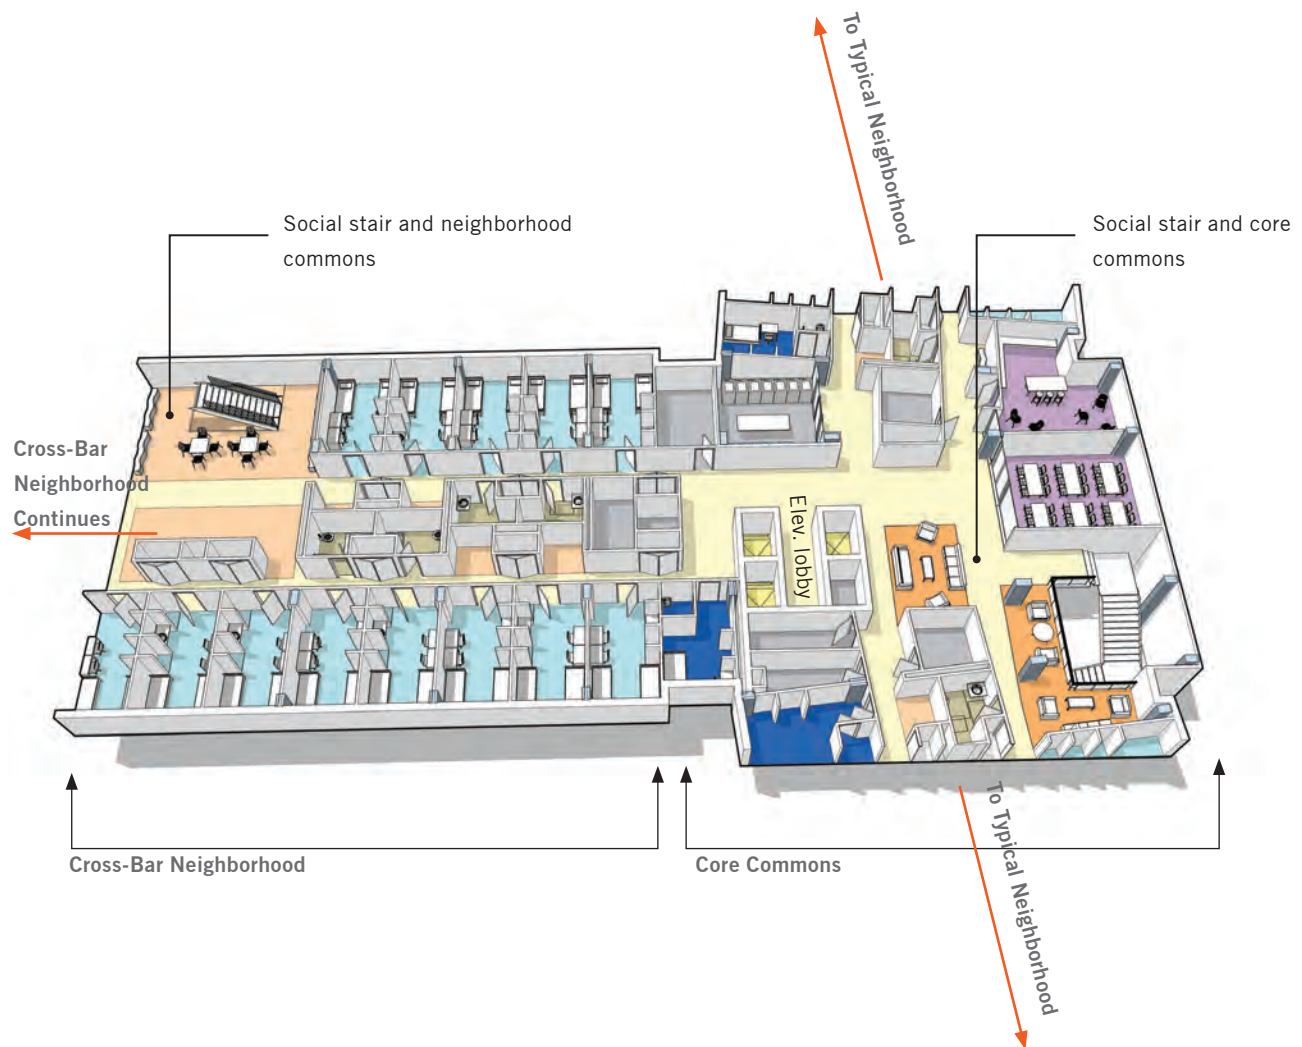 To Typical Neighborhood
Social stair and neighborhood
commons
Social stair and core
commons
Cross-Bar
Neighborhood
Continues
Elev. lobby
Cross-Bar Neighborhood
Core Commons
To Typical Neighborhood